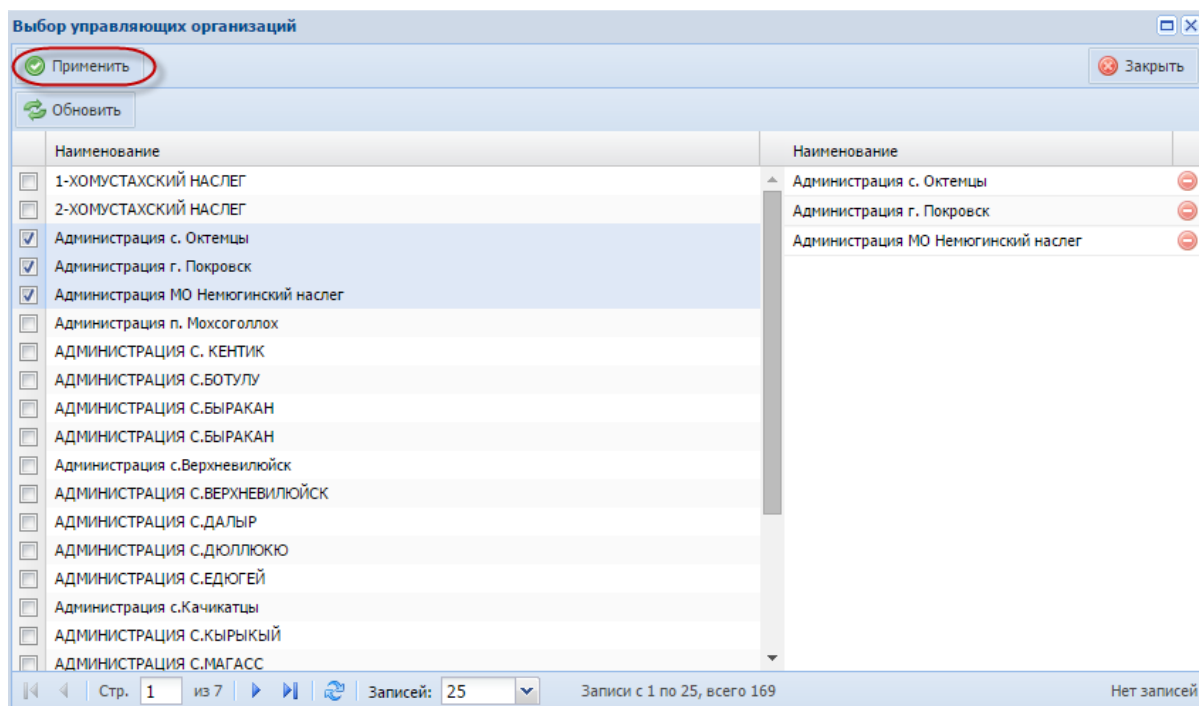 Выбор управляющих организаций
Применить
Закрыть
Обновить
Наименование
Наименование
1-ХОМУСТАХСКИЙ НАСЛЕГ
Администрация с. Октемцы
2-ХОМУСТАХСКИЙ НАСЛЕГ
Администрация г. Покровск
Администрация с. Октемцы
Администрация МО Немюгинский наслег
Администрация г. Покровск
Администрация МО Немюгинский наслег
Администрация п. Мохсоголлох
АДМИНИСТРАЦИЯ С. КЕНТИК
АДМИНИСТРАЦИЯ С.БОТУЛУ
АДМИНИСТРАЦИЯ С.БЫРАКАН
АДМИНИСТРАЦИЯ С.БЫРАКАН
Администрация с.Верхневилюйск
АДМИНИСТРАЦИЯ С.ВЕРХНЕВИЛЮЙСК
АДМИНИСТРАЦИЯ С.ДАЛЫР
АДМИНИСТРАЦИЯ С.ДЮЛЛЮКЮ
АДМИНИСТРАЦИЯ С.ЕДЮГЕЙ
Администрация с.Качикатцы
АДМИНИСТРАЦИЯ С.КЫРЫКЫЙ
АДМИНИСТРАЦИЯ С.МАГАСС
Стр. 1 из 7 Записей: 25 Записи с 1 по 25, всего 169 Нет записей